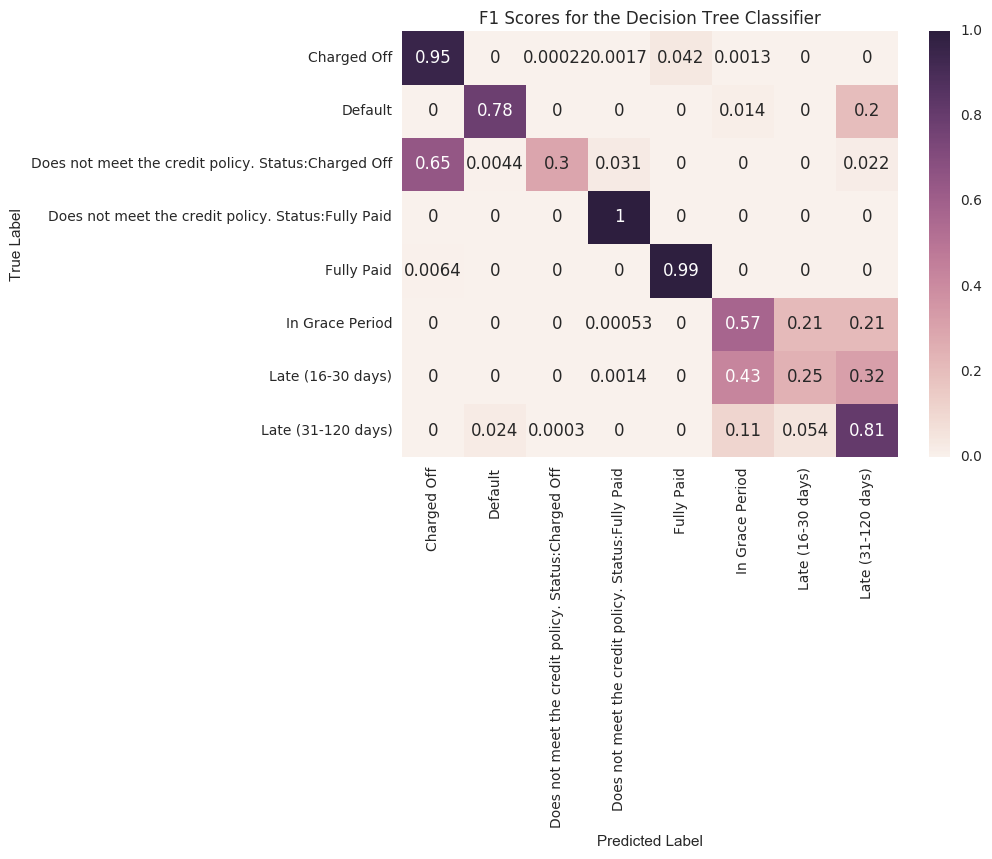 F1 Scores for the Decision Tree Classifier
Charged Off 0.95 0 0.00022 0.0017 0.042 0.0013 0 0
Default 0 0.78 0 0 0 0.014 0 0.2
Does not meet the credit policy. Status:Charged Off 0.65 0.0044 0.3 0.031 0 0 0 0.022
Does not meet the credit policy. Status:Fully Paid 0 0 0 1 0 0 0 0
Fully Paid 0.0064 0 0 0 0.99 0 0 0
In Grace Period 0 0 0 0.00053 0 0.57 0.21 0.21
Late (16-30 days) 0 0 0 0.0014 0 0.43 0.25 0.32
Late (31-120 days) 0 0.024 0.0003 0 0 0.11 0.054 0.81
True Label
Charged Off
Default
Does not meet the credit policy. Status:Charged Off
Does not meet the credit policy. Status:Fully Paid
Fully Paid
In Grace Period
Late (16-30 days)
Late (31-120 days)
Predicted Label
1.0
0.8
0.6
0.4
0.2
0.0